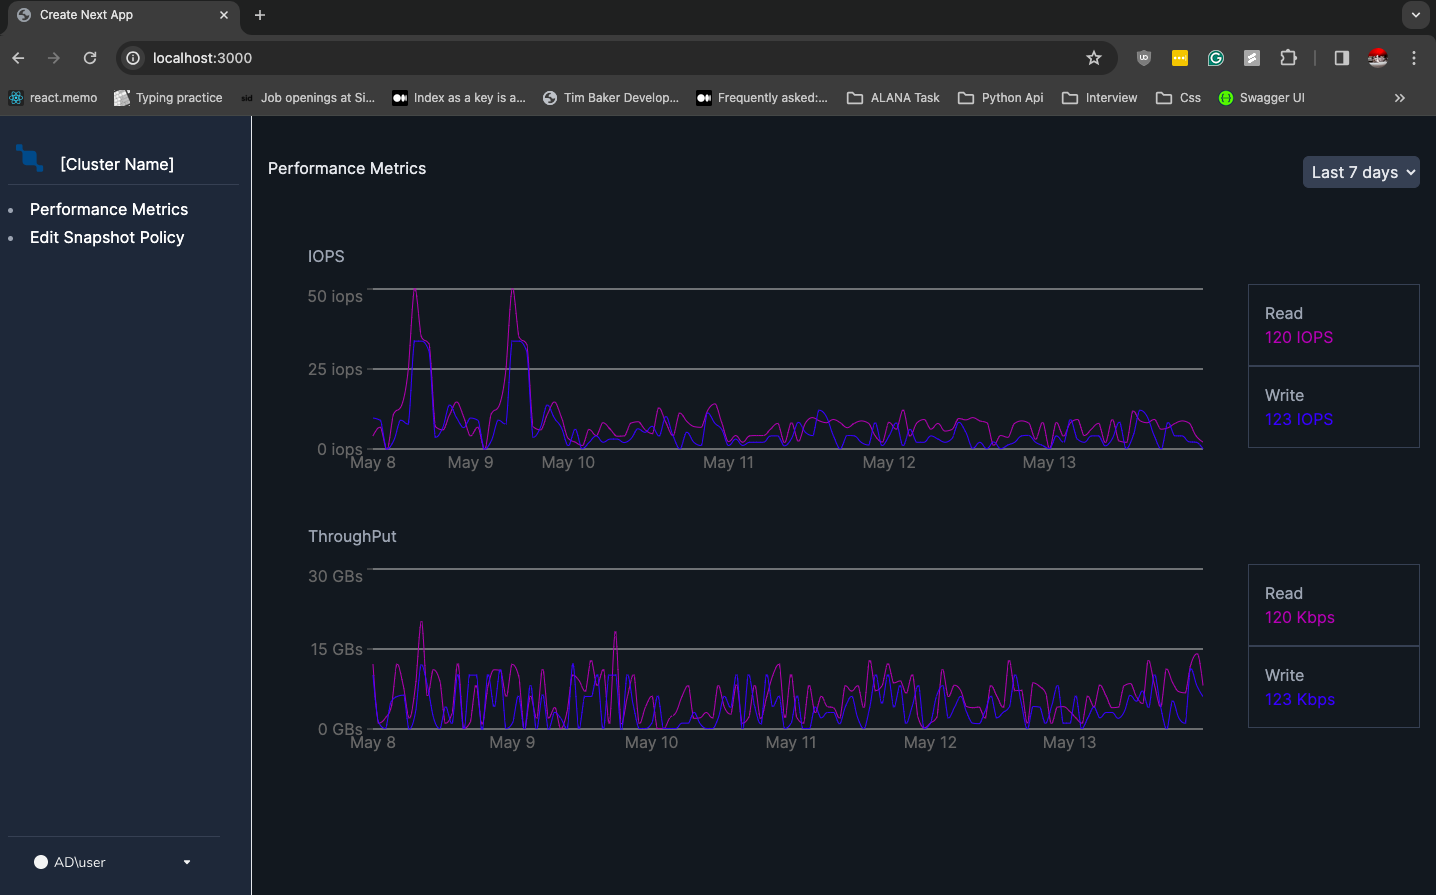 Create Next App
localhost:3000
react.memo
Typing practice
sid Job openings at Si...
Index as a key is a...
Tim Baker Develop...
Frequently asked:...
ALANA Task
Python Api
Interview
Css
Swagger UI
[Cluster Name]
Performance Metrics
Edit Snapshot Policy
AD\user
Performance Metrics
Last 7 days
IOPS
50 iops
25 iops
0 iops
May 8 May 9 May 10 May 11 May 12 May 13
Read
120 IOPS
Write
123 IOPS
ThroughPut
30 GBs
15 GBs
0 GBs
May 8 May 9 May 10 May 11 May 12 May 13
Read
120 Kbps
Write
123 Kbps